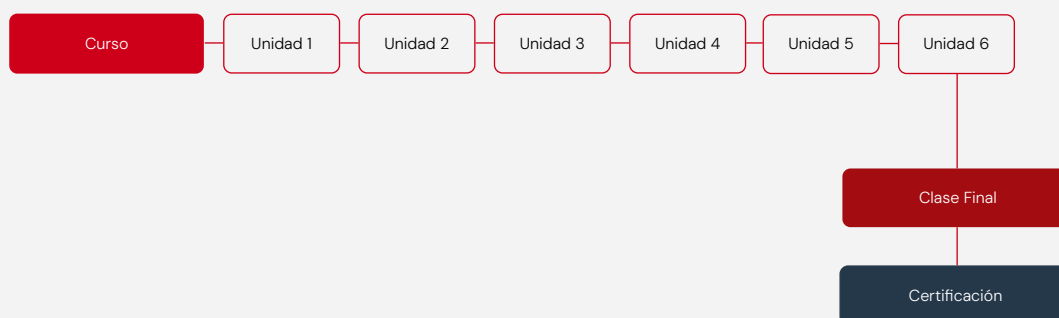 Curso
Unidad 1
Unidad 2
Unidad 3
Unidad 4
Unidad 5
Unidad 6
Clase Final
Certificación